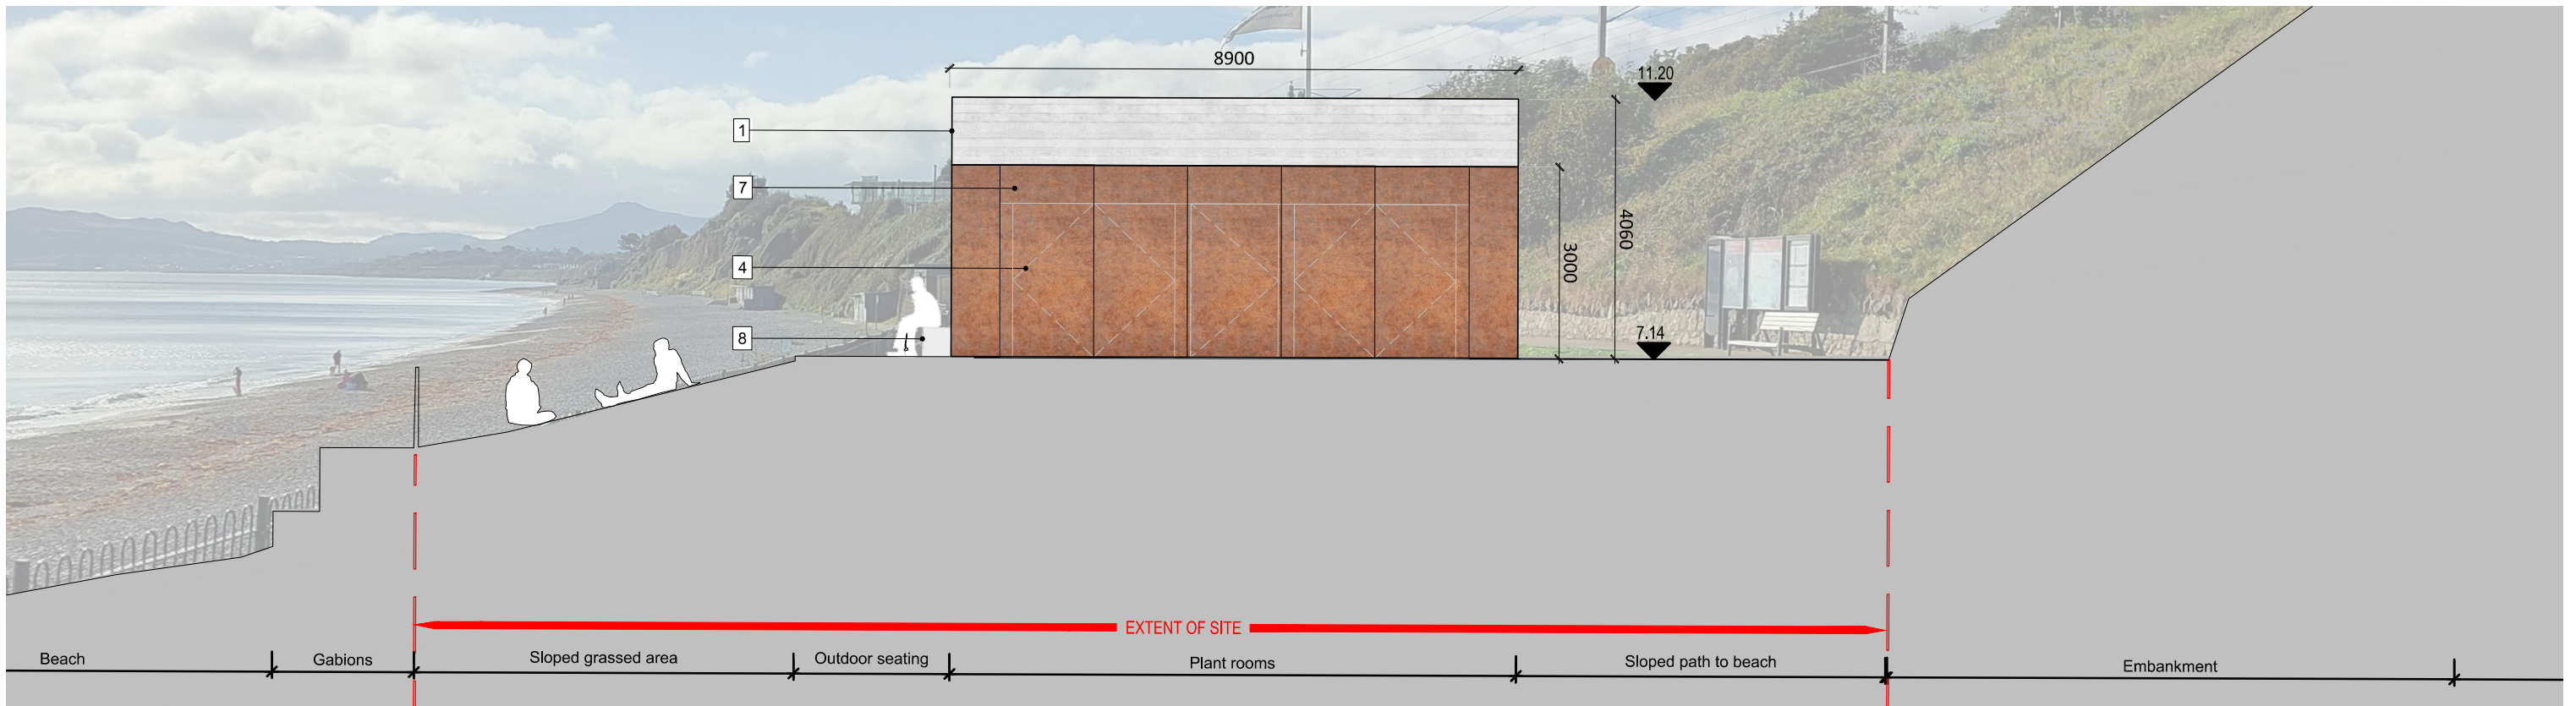 8900
11.20
1
7
4
8
4060
3000
7.14
EXTENT OF SITE
Beach
Gabions
Sloped grassed area
Outdoor seating
Plant rooms
Sloped path to beach
Embankment